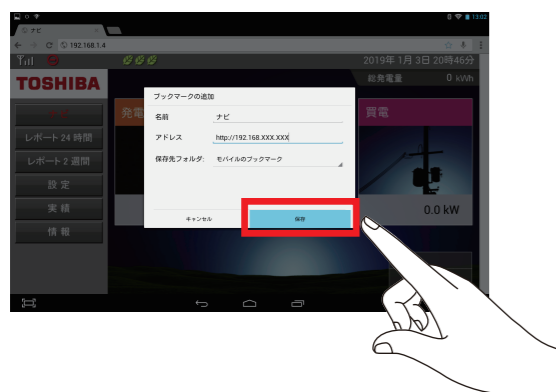 13:02
ナビ
192.168.1.4
2019年 1月 3日 20時46分
総発電量 0 kWh
TOSHIBA
発電
買電
レポート 24 時間
レポート 2 週間
設 定
実 績
情 報
ブックマークの追加
名前 ナビ
アドレス http://192.168.XXX.XXX
保存先フォルダ: モバイルのブックマーク
キャンセル 保存
0.0 kW